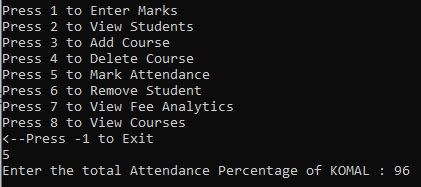 Press 1 to Enter Marks
Press 2 to View Students
Press 3 to Add Course
Press 4 to Delete Course
Press 5 to Mark Attendance
Press 6 to Remove Student
Press 7 to View Fee Analytics
Press 8 to View Courses
<--Press -1 to Exit
5
Enter the total Attendance Percentage of KOMAL : 96